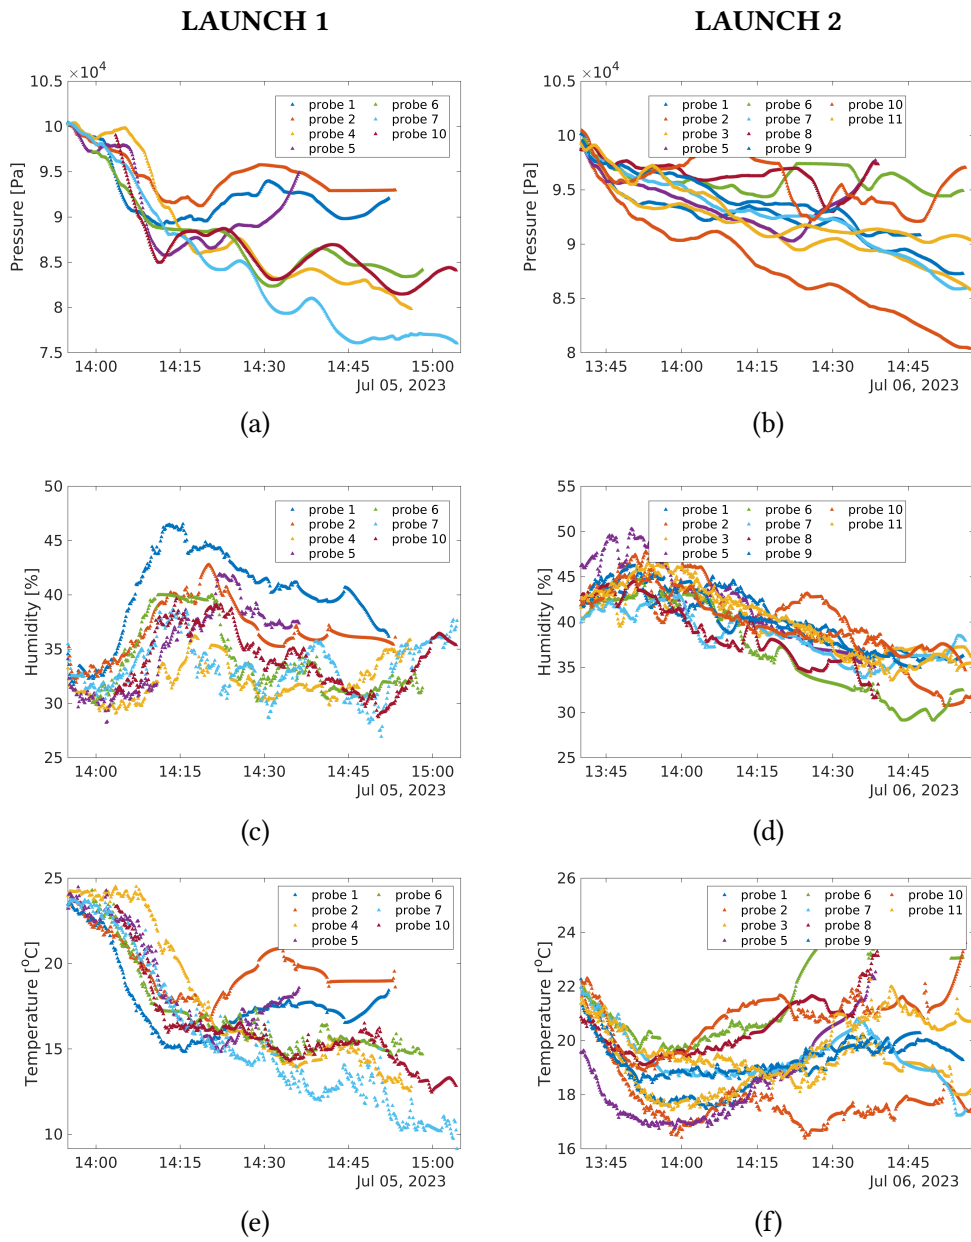 LAUNCH 1
LAUNCH 2
×10⁴
10.5
10
9.5
9
8.5
8
7.5
Pressure [Pa]
probe 1
probe 2
probe 4
probe 5
probe 6
probe 7
probe 10
14:00
14:15
14:30
14:45
15:00
Jul 05, 2023
(a)
×10⁴
10.5
10
9.5
9
8.5
8
Pressure [Pa]
probe 1
probe 2
probe 3
probe 5
probe 6
probe 7
probe 8
probe 9
probe 10
probe 11
13:45
14:00
14:15
14:30
14:45
Jul 06, 2023
(b)
50
45
40
35
30
25
Humidity [%]
probe 1
probe 2
probe 4
probe 5
probe 6
probe 7
probe 10
14:00
14:15
14:30
14:45
15:00
Jul 05, 2023
(c)
55
50
45
40
35
30
25
Humidity [%]
probe 1
probe 2
probe 3
probe 5
probe 6
probe 7
probe 8
probe 9
probe 10
probe 11
13:45
14:00
14:15
14:30
14:45
Jul 06, 2023
(d)
25
20
15
10
Temperature [°C]
probe 1
probe 2
probe 4
probe 5
probe 6
probe 7
probe 10
14:00
14:15
14:30
14:45
15:00
Jul 05, 2023
(e)
26
24
22
20
18
16
Temperature [°C]
probe 1
probe 2
probe 3
probe 5
probe 6
probe 7
probe 8
probe 9
probe 10
probe 11
13:45
14:00
14:15
14:30
14:45
Jul 06, 2023
(f)